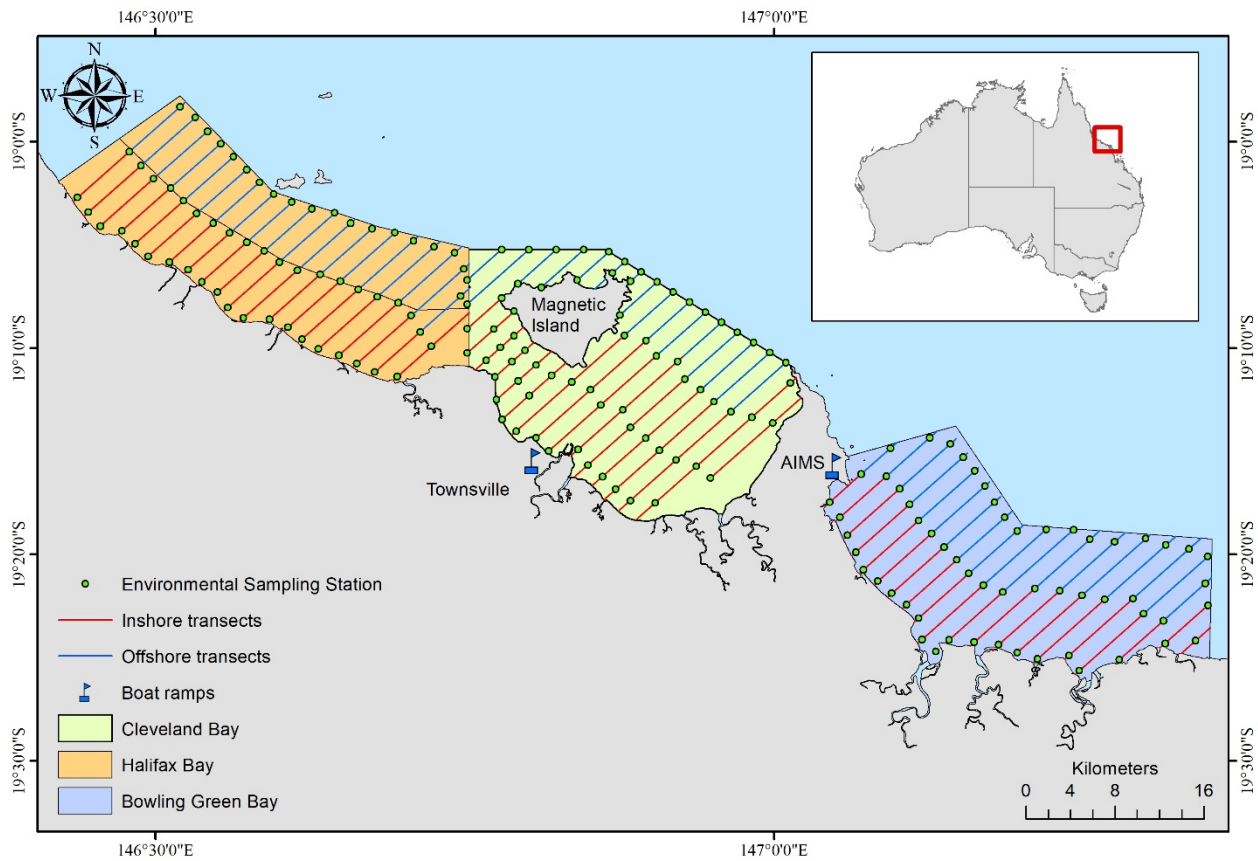 146°30'0"E
147°0'0"E
N
W
E
S
19°0'0"S
19°0'0"S
Magnetic
Island
19°10'0"S
19°10'0"S
AIMS
Townsville
19°20'0"S
19°20'0"S
Environmental Sampling Station
Inshore transects
Offshore transects
Boat ramps
Cleveland Bay
Halifax Bay
Bowling Green Bay
19°30'0"S
19°30'0"S
Kilometers
0 4 8 16
146°30'0"E
147°0'0"E